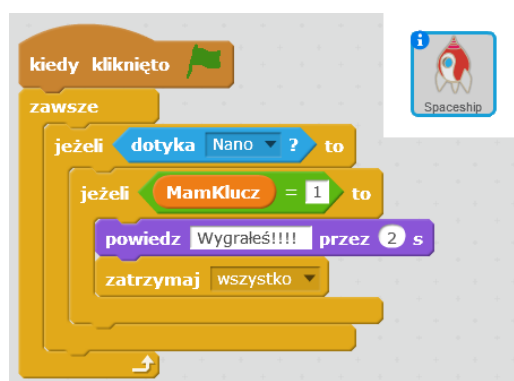 kiedy kliknięto
zawsze
jeżeli dotyka Nano ? to
jeżeli MamKlucz = 1 to
powiedz Wygrałeś!!!! przez 2 s
zatrzymaj wszystko
i
Spaceship